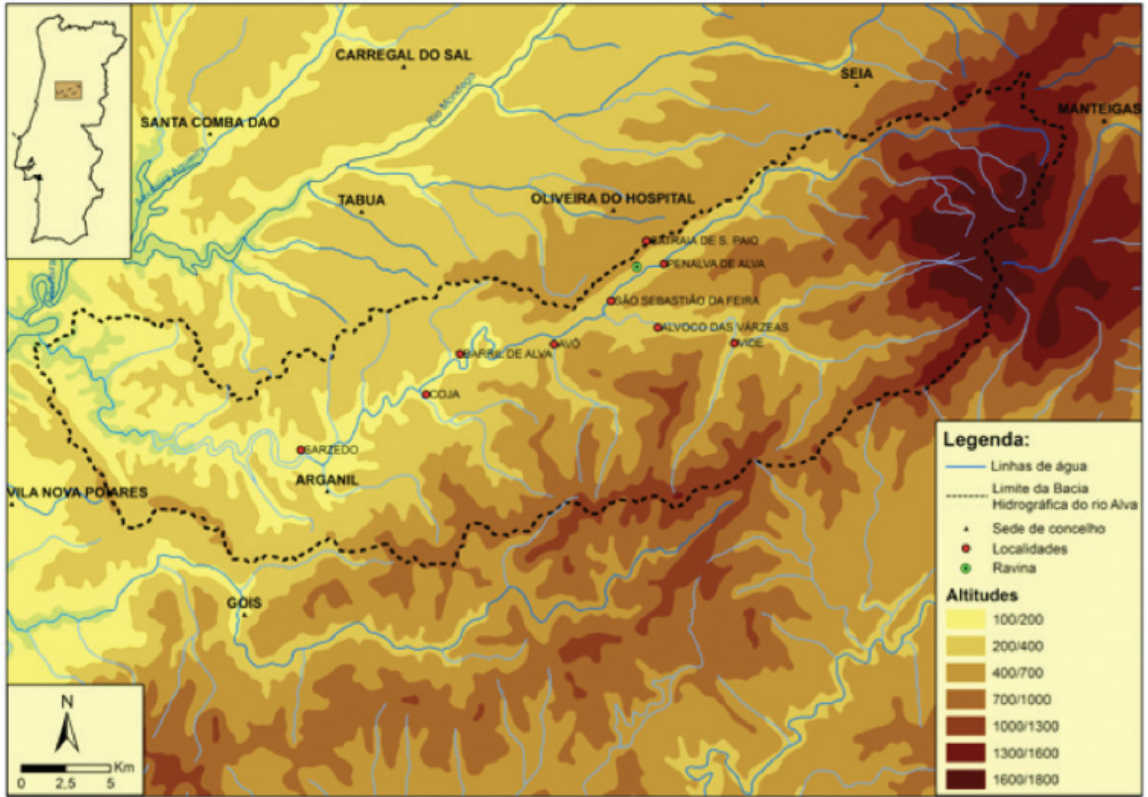 CARREGAL DO SAL
SEIA
MANTEIGAS
SANTA COMBA DAO
Rio Mondego
TABUA
OLIVEIRA DO HOSPITAL
PENALVA DE ALVA
SÃO SEBASTIÃO DA FEIRA
ALVOCO DAS VÁRZEAS
AVÔ
VIDE
BARRIL DE ALVA
COJA
SARZEDO
ARGANIL
VILA NOVA POIARES
GOIS
Legenda:
Linhas de água
Limite da Bacia
Hidrográfica do rio Alva
Sede de concelho
Localidades
Ravina
Altitudes
100/200
200/400
400/700
700/1000
1000/1300
1300/1600
1600/1800
N
Km
0 2,5 5